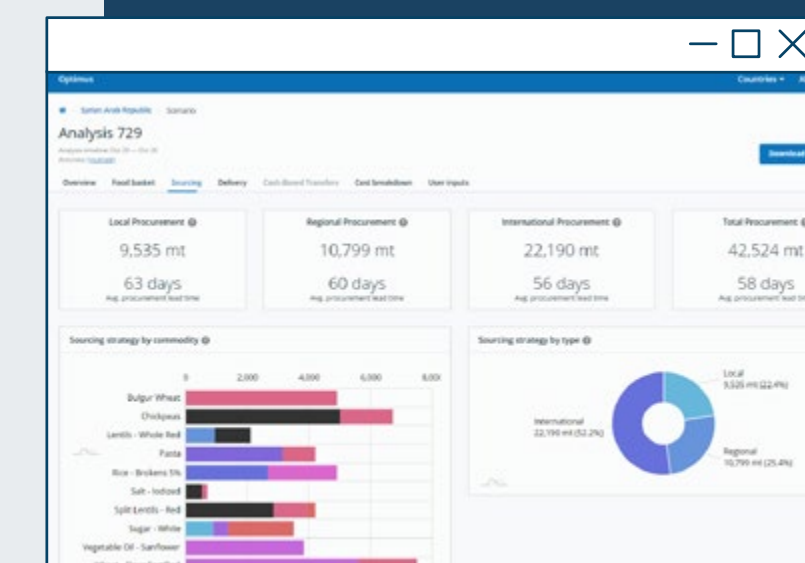 Optimus
Countries
Syrian Arab Republic Scenario
Analysis 729
Download
Overview Food basket Sourcing Delivery Cash Based Transfers Cost breakdown User inputs
Local Procurement
9,535 mt
63 days
Avg. procurement lead time
Regional Procurement
10,799 mt
60 days
Avg. procurement lead time
International Procurement
22,190 mt
56 days
Avg. procurement lead time
Total Procurement
42,524 mt
58 days
Avg. procurement lead time
Sourcing strategy by commodity
0 2,000 4,000 6,000 8,000
Bulgur Wheat
Chickpeas
Lentils - Whole Red
Pasta
Rice - Brokens 5%
Salt - Iodized
Split Lentils - Red
Sugar - White
Vegetable Oil - Sunflower
Sourcing strategy by type
Local
9,535 mt (22.4%)
International
22,190 mt (52.2%)
Regional
10,799 mt (25.4%)